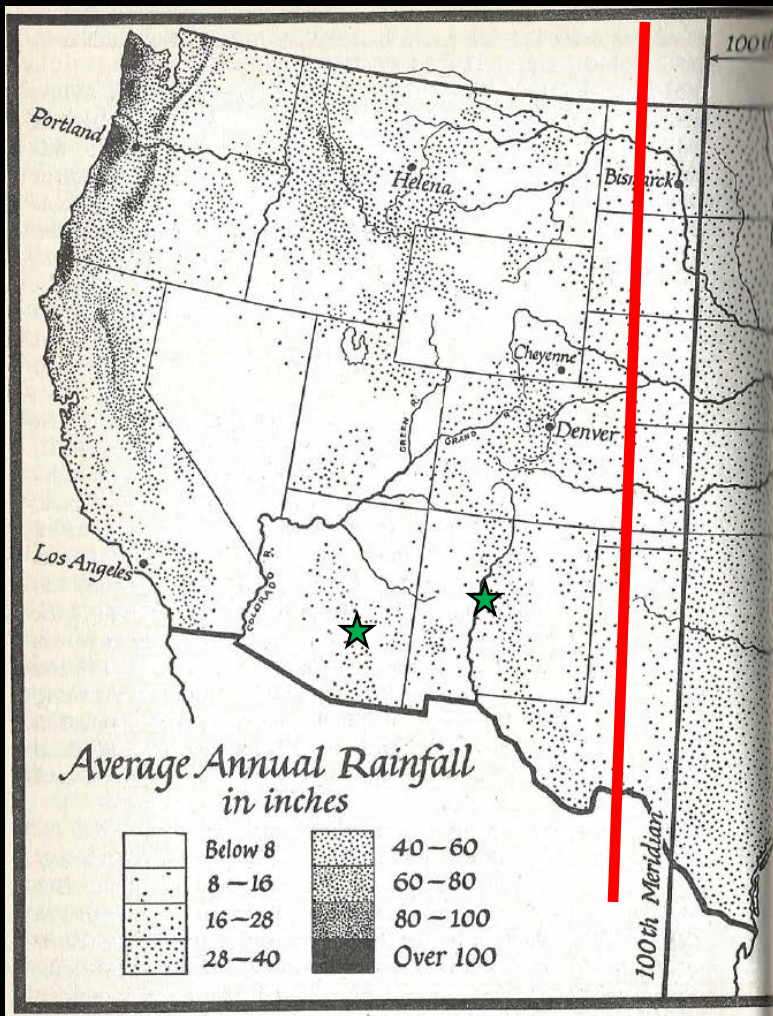 100th
Portland
Helena
Bismarck
Cheyenne
GREEN R.
GRAND R.
Denver
Los Angeles
COLORADO R.
Average Annual Rainfall
in inches
Below 8
8–16
16–28
28–40
40–60
60–80
80–100
Over 100
100th Meridian